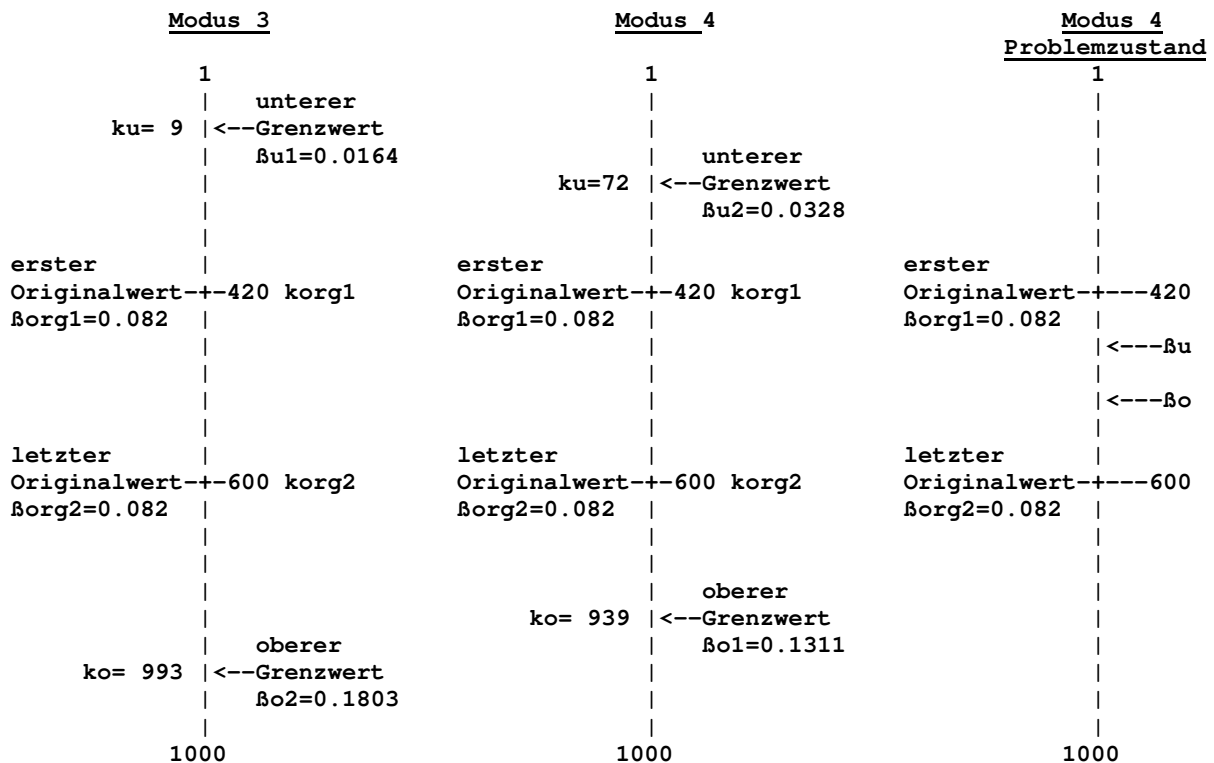 Modus 3 Modus 4 Modus 4
Problemzustand
1 1 1
| unterer | |
ku= 9 |<--Grenzwert | |
| ßu1=0.0164 | unterer |
| ku=72 |<--Grenzwert |
| | ßu2=0.0328 |
| | |
erster | erster | erster |
Originalwert-+-420 korg1 Originalwert-+-420 korg1 Originalwert-+---420
ßorg1=0.082 | ßorg1=0.082 | ßorg1=0.082 |
| | |<---ßu
| | |
| | |<---ßo
| | |
letzter | letzter | letzter |
Originalwert-+-600 korg2 Originalwert-+-600 korg2 Originalwert-+---600
ßorg2=0.082 | ßorg2=0.082 | ßorg2=0.082 |
| | |
| | |
| | oberer |
| ko= 939 |<--Grenzwert |
| oberer | ßo1=0.1311 |
ko= 993 |<--Grenzwert | |
| ßo2=0.1803 | |
| | |
1000 1000 1000